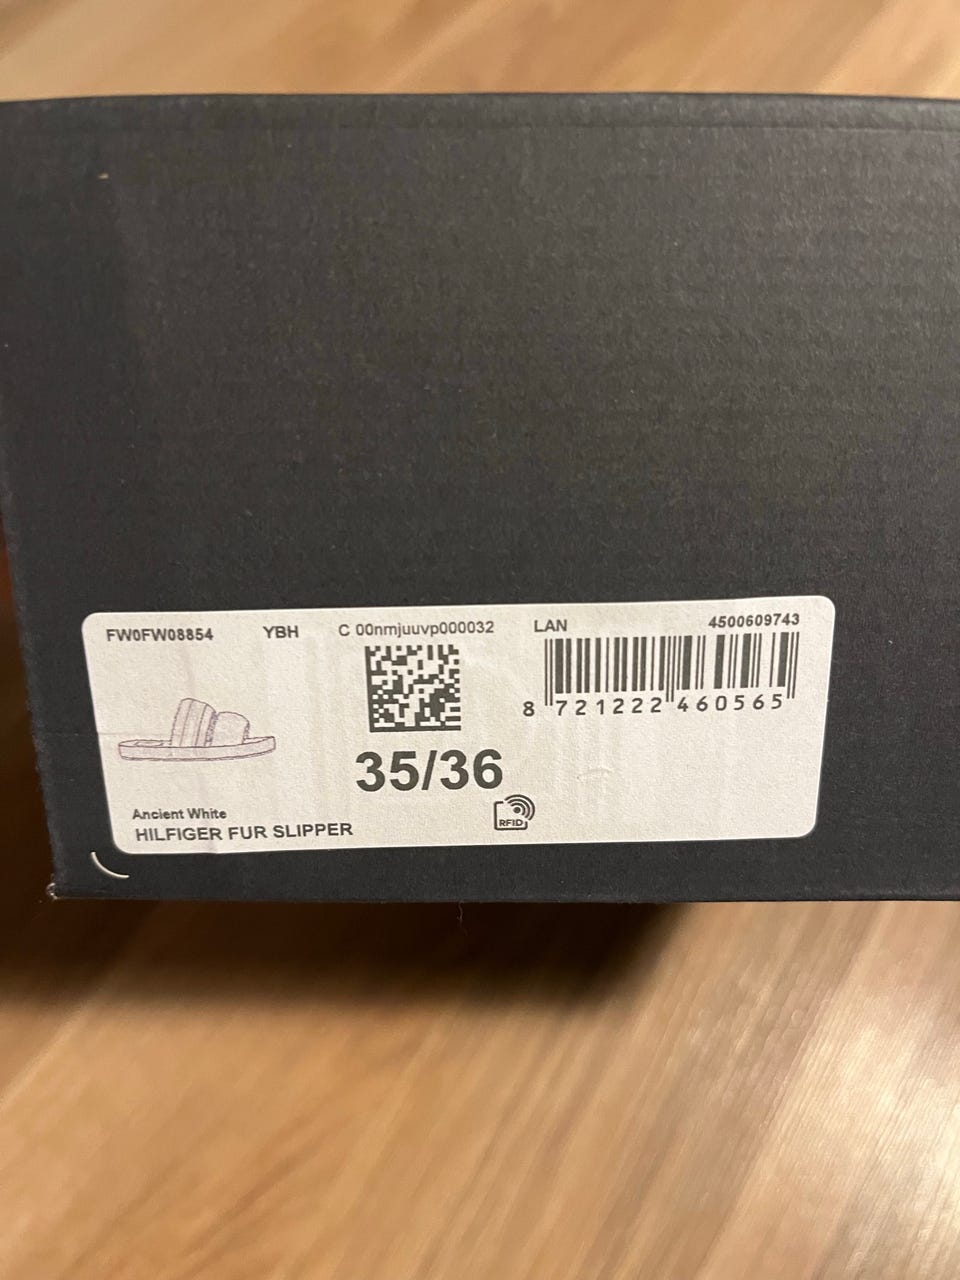 FW0FW08854 YBH C 00nmjuuvp000032 LAN 4500609743
8 721222 460565
35/36
RFID
Ancient White
HILFIGER FUR SLIPPER